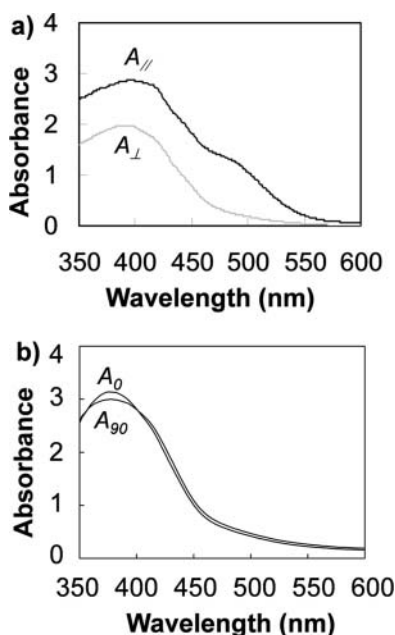 a)
4
3
2
1
0
A//
A⊥
Absorbance
350 400 450 500 550 600
Wavelength (nm)
b)
4
3
2
1
0
A0
A90
Absorbance
350 400 450 500 550 600
Wavelength (nm)